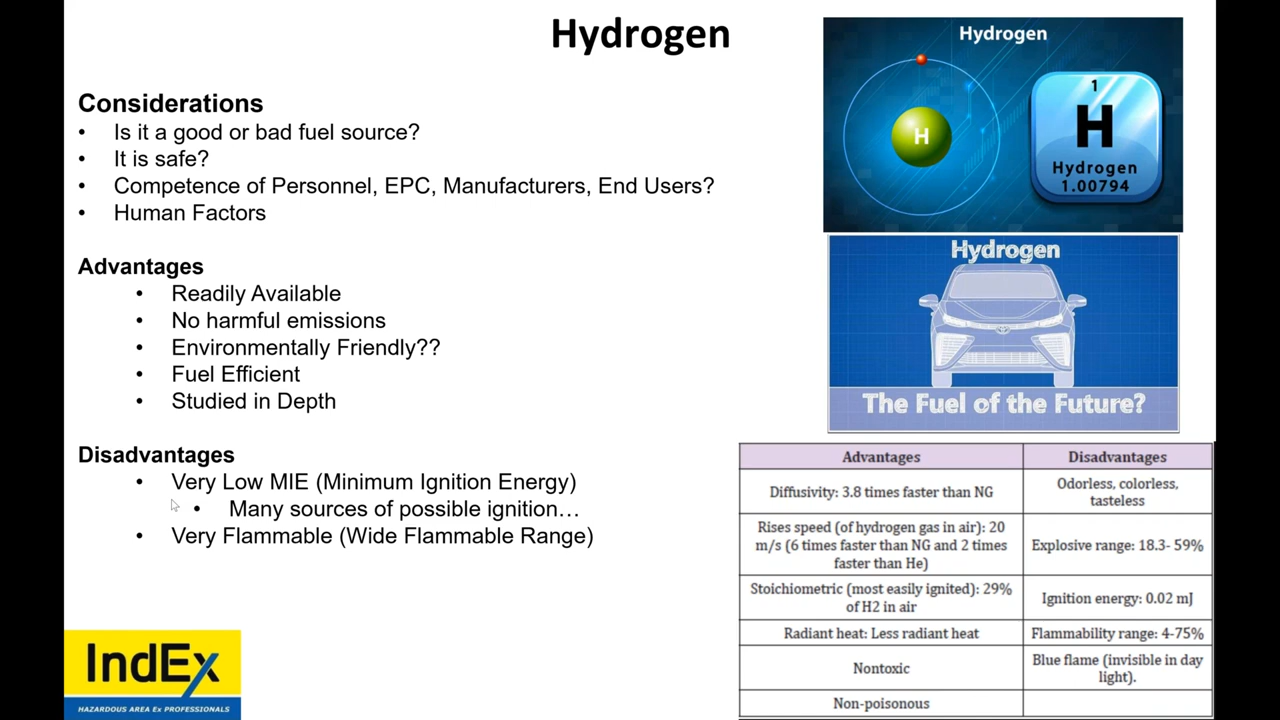 Hydrogen
Considerations
• Is it a good or bad fuel source?
• It is safe?
• Competence of Personnel, EPC, Manufacturers, End Users?
• Human Factors
Advantages
• Readily Available
• No harmful emissions
• Environmentally Friendly??
• Fuel Efficient
• Studied in Depth
Disadvantages
• Very Low MIE (Minimum Ignition Energy)
• Many sources of possible ignition…
• Very Flammable (Wide Flammable Range)
IndEx
HAZARDOUS AREA Ex PROFESSIONALS
Hydrogen
H
1
H
Hydrogen
1.00794
Hydrogen
The Fuel of the Future?
Advantages
Disadvantages
Diffusivity: 3.8 times faster than NG
Odorless, colorless,
tasteless
Rises speed (of hydrogen gas in air): 20
m/s (6 times faster than NG and 2 times
faster than He)
Explosive range: 18.3- 59%
Stoichiometric (most easily ignited): 29%
of H2 in air
Ignition energy: 0.02 mJ
Radiant heat: Less radiant heat
Flammability range: 4-75%
Nontoxic
Blue flame (invisible in day
light).
Non-poisonous